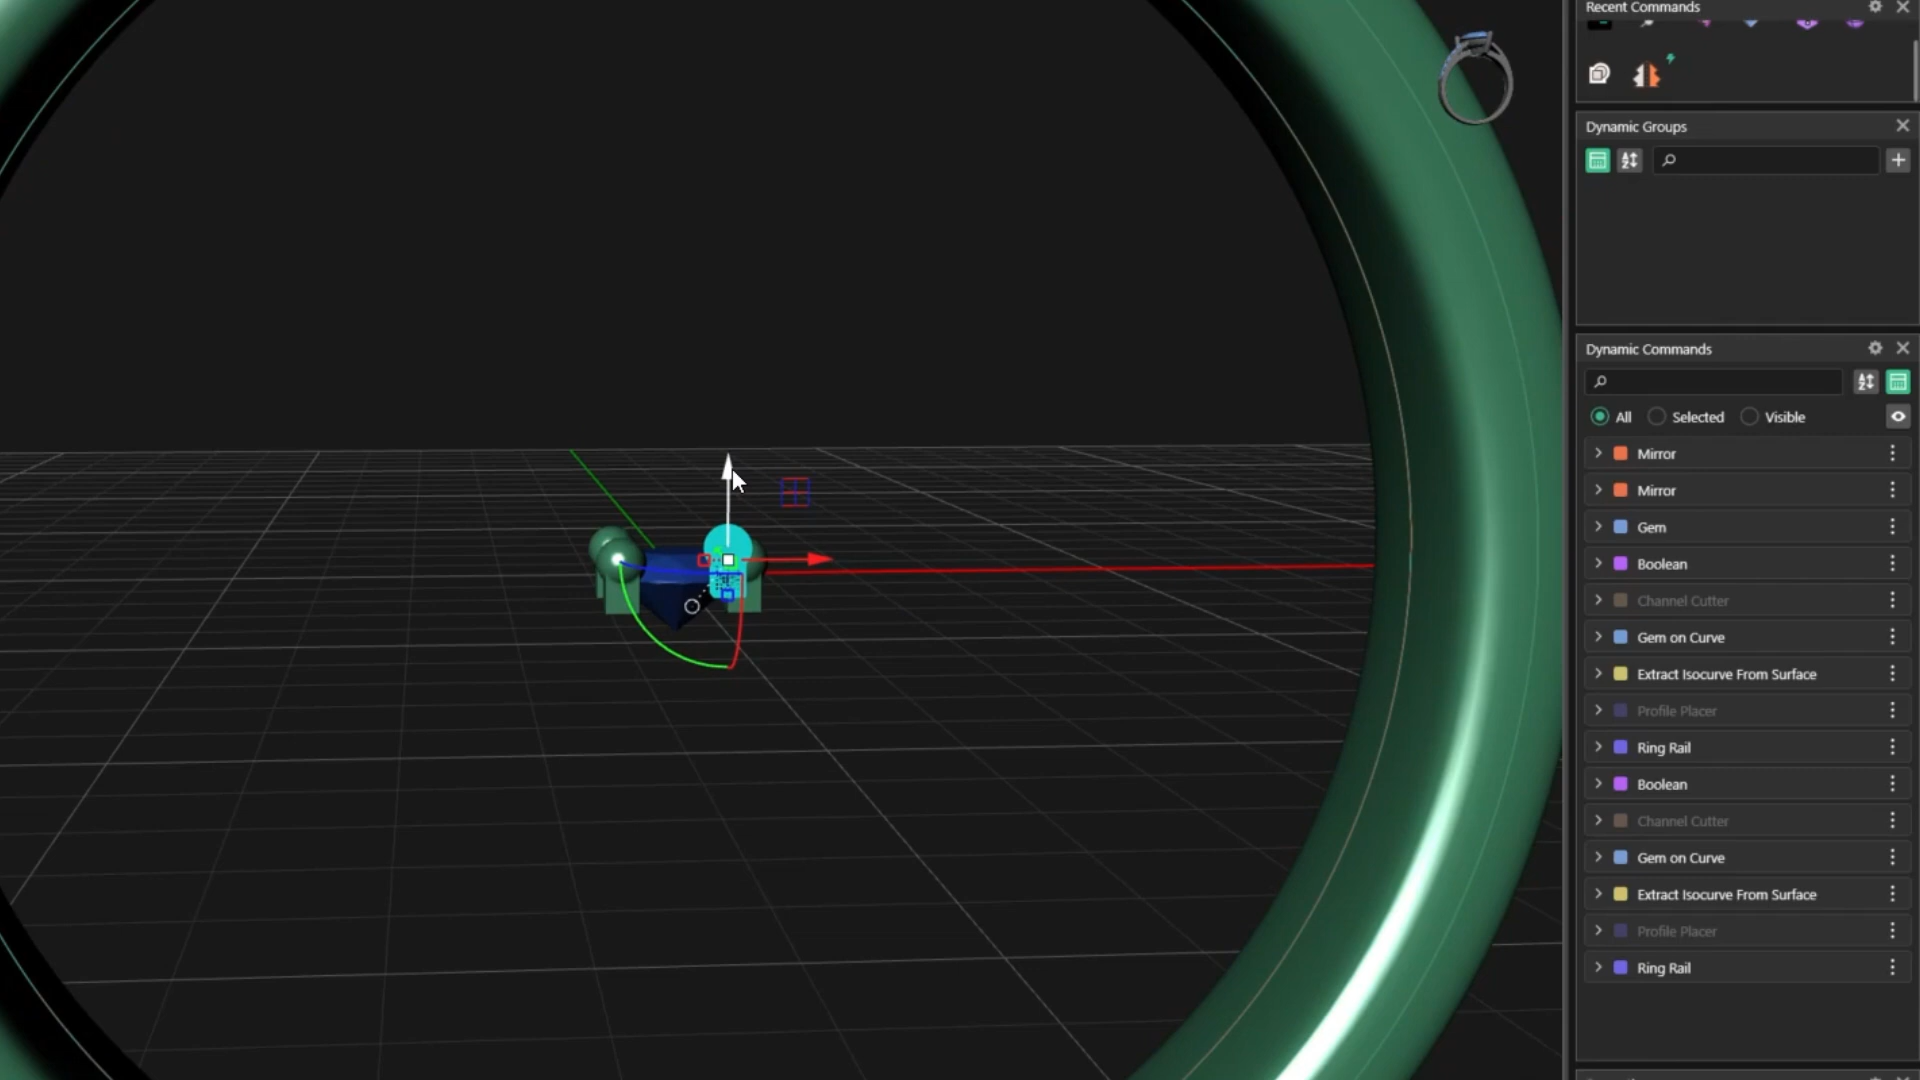 Recent Commands
Dynamic Groups
Dynamic Commands
All Selected Visible
Mirror
Mirror
Gem
Boolean
Channel Cutter
Gem on Curve
Extract Isocurve From Surface
Profile Placer
Ring Rail
Boolean
Channel Cutter
Gem on Curve
Extract Isocurve From Surface
Profile Placer
Ring Rail